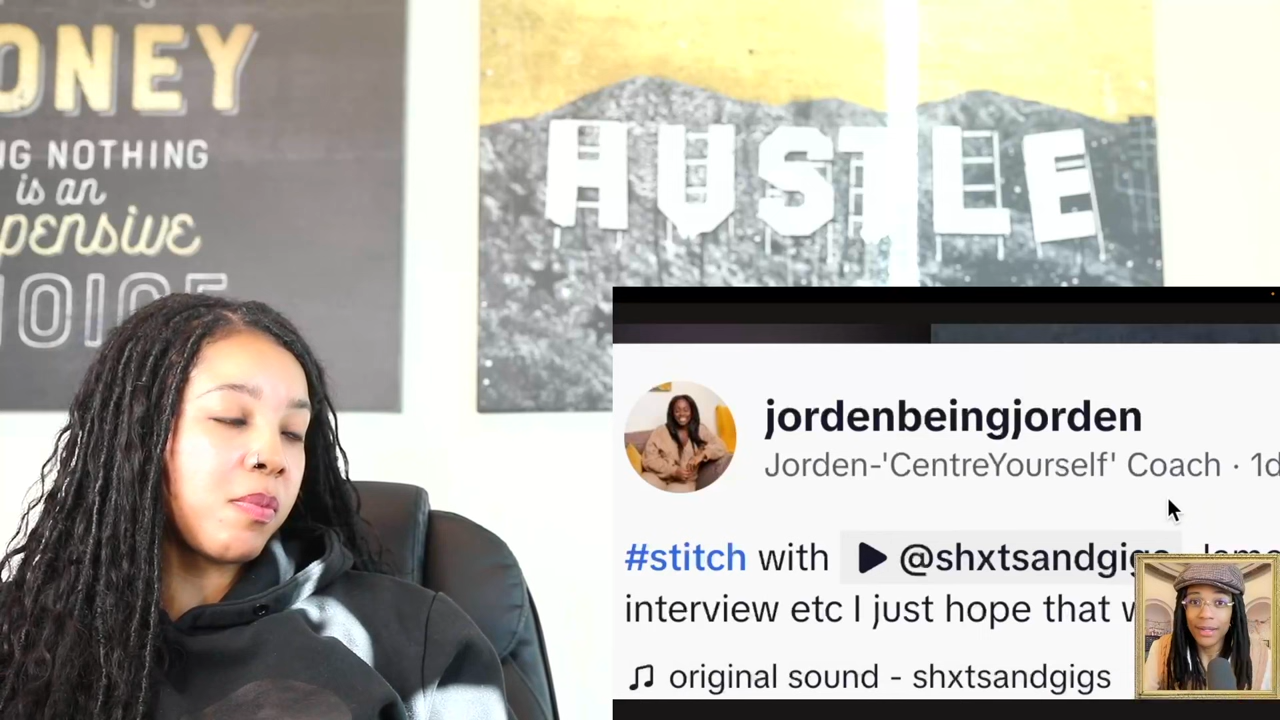 ONEY
NG NOTHING
is an
pensive
HOICE
HUSTLE
jordenbeingjorden
Jorden-'CentreYourself' Coach · 1d
#stitch with ▶ @shxtsandgigs
interview etc I just hope that w
♫ original sound - shxtsandgigs